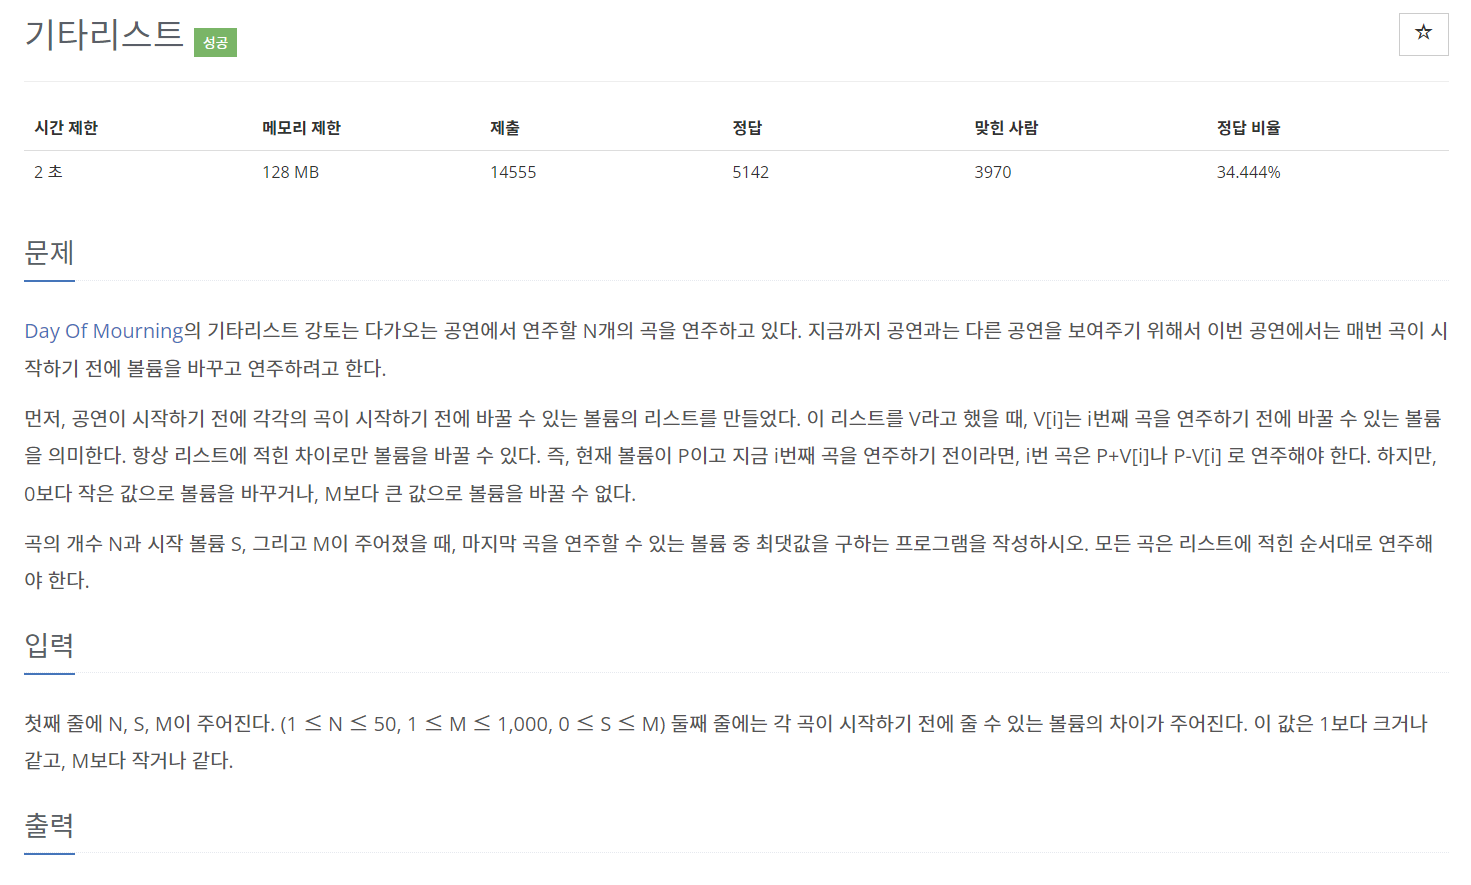 기타리스트 성공
☆
시간 제한 메모리 제한 제출 정답 맞힌 사람 정답 비율
2 초 128 MB 14555 5142 3970 34.444%
문제
Day Of Mourning의 기타리스트 강토는 다가오는 공연에서 연주할 N개의 곡을 연주하고 있다. 지금까지 공연과는 다른 공연을 보여주기 위해서 이번 공연에서는 매번 곡이 시
작하기 전에 볼륨을 바꾸고 연주하려고 한다.
먼저, 공연이 시작하기 전에 각각의 곡이 시작하기 전에 바꿀 수 있는 볼륨의 리스트를 만들었다. 이 리스트를 V라고 했을 때, V[i]는 i번째 곡을 연주하기 전에 바꿀 수 있는 볼륨
을 의미한다. 항상 리스트에 적힌 차이로만 볼륨을 바꿀 수 있다. 즉, 현재 볼륨이 P이고 지금 i번째 곡을 연주하기 전이라면, i번 곡은 P+V[i]나 P-V[i] 로 연주해야 한다. 하지만,
0보다 작은 값으로 볼륨을 바꾸거나, M보다 큰 값으로 볼륨을 바꿀 수 없다.
곡의 개수 N과 시작 볼륨 S, 그리고 M이 주어졌을 때, 마지막 곡을 연주할 수 있는 볼륨 중 최댓값을 구하는 프로그램을 작성하시오. 모든 곡은 리스트에 적힌 순서대로 연주해
야 한다.
입력
첫째 줄에 N, S, M이 주어진다. (1 ≤ N ≤ 50, 1 ≤ M ≤ 1,000, 0 ≤ S ≤ M) 둘째 줄에는 각 곡이 시작하기 전에 줄 수 있는 볼륨의 차이가 주어진다. 이 값은 1보다 크거나
같고, M보다 작거나 같다.
출력